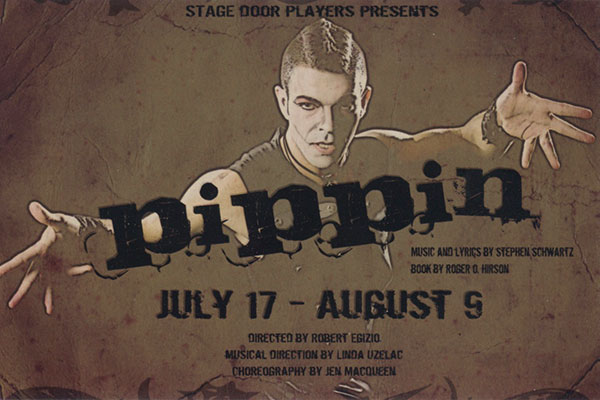 STAGE DOOR PLAYERS PRESENTS
pippin
MUSIC AND LYRICS BY STEPHEN SCHWARTZ
BOOK BY ROGER O. HIRSON
JULY 17 - AUGUST 9
DIRECTED BY ROBERT EGIZIO
MUSICAL DIRECTION BY LINDA UZELAC
CHOREOGRAPHY BY JEN MACQUEEN